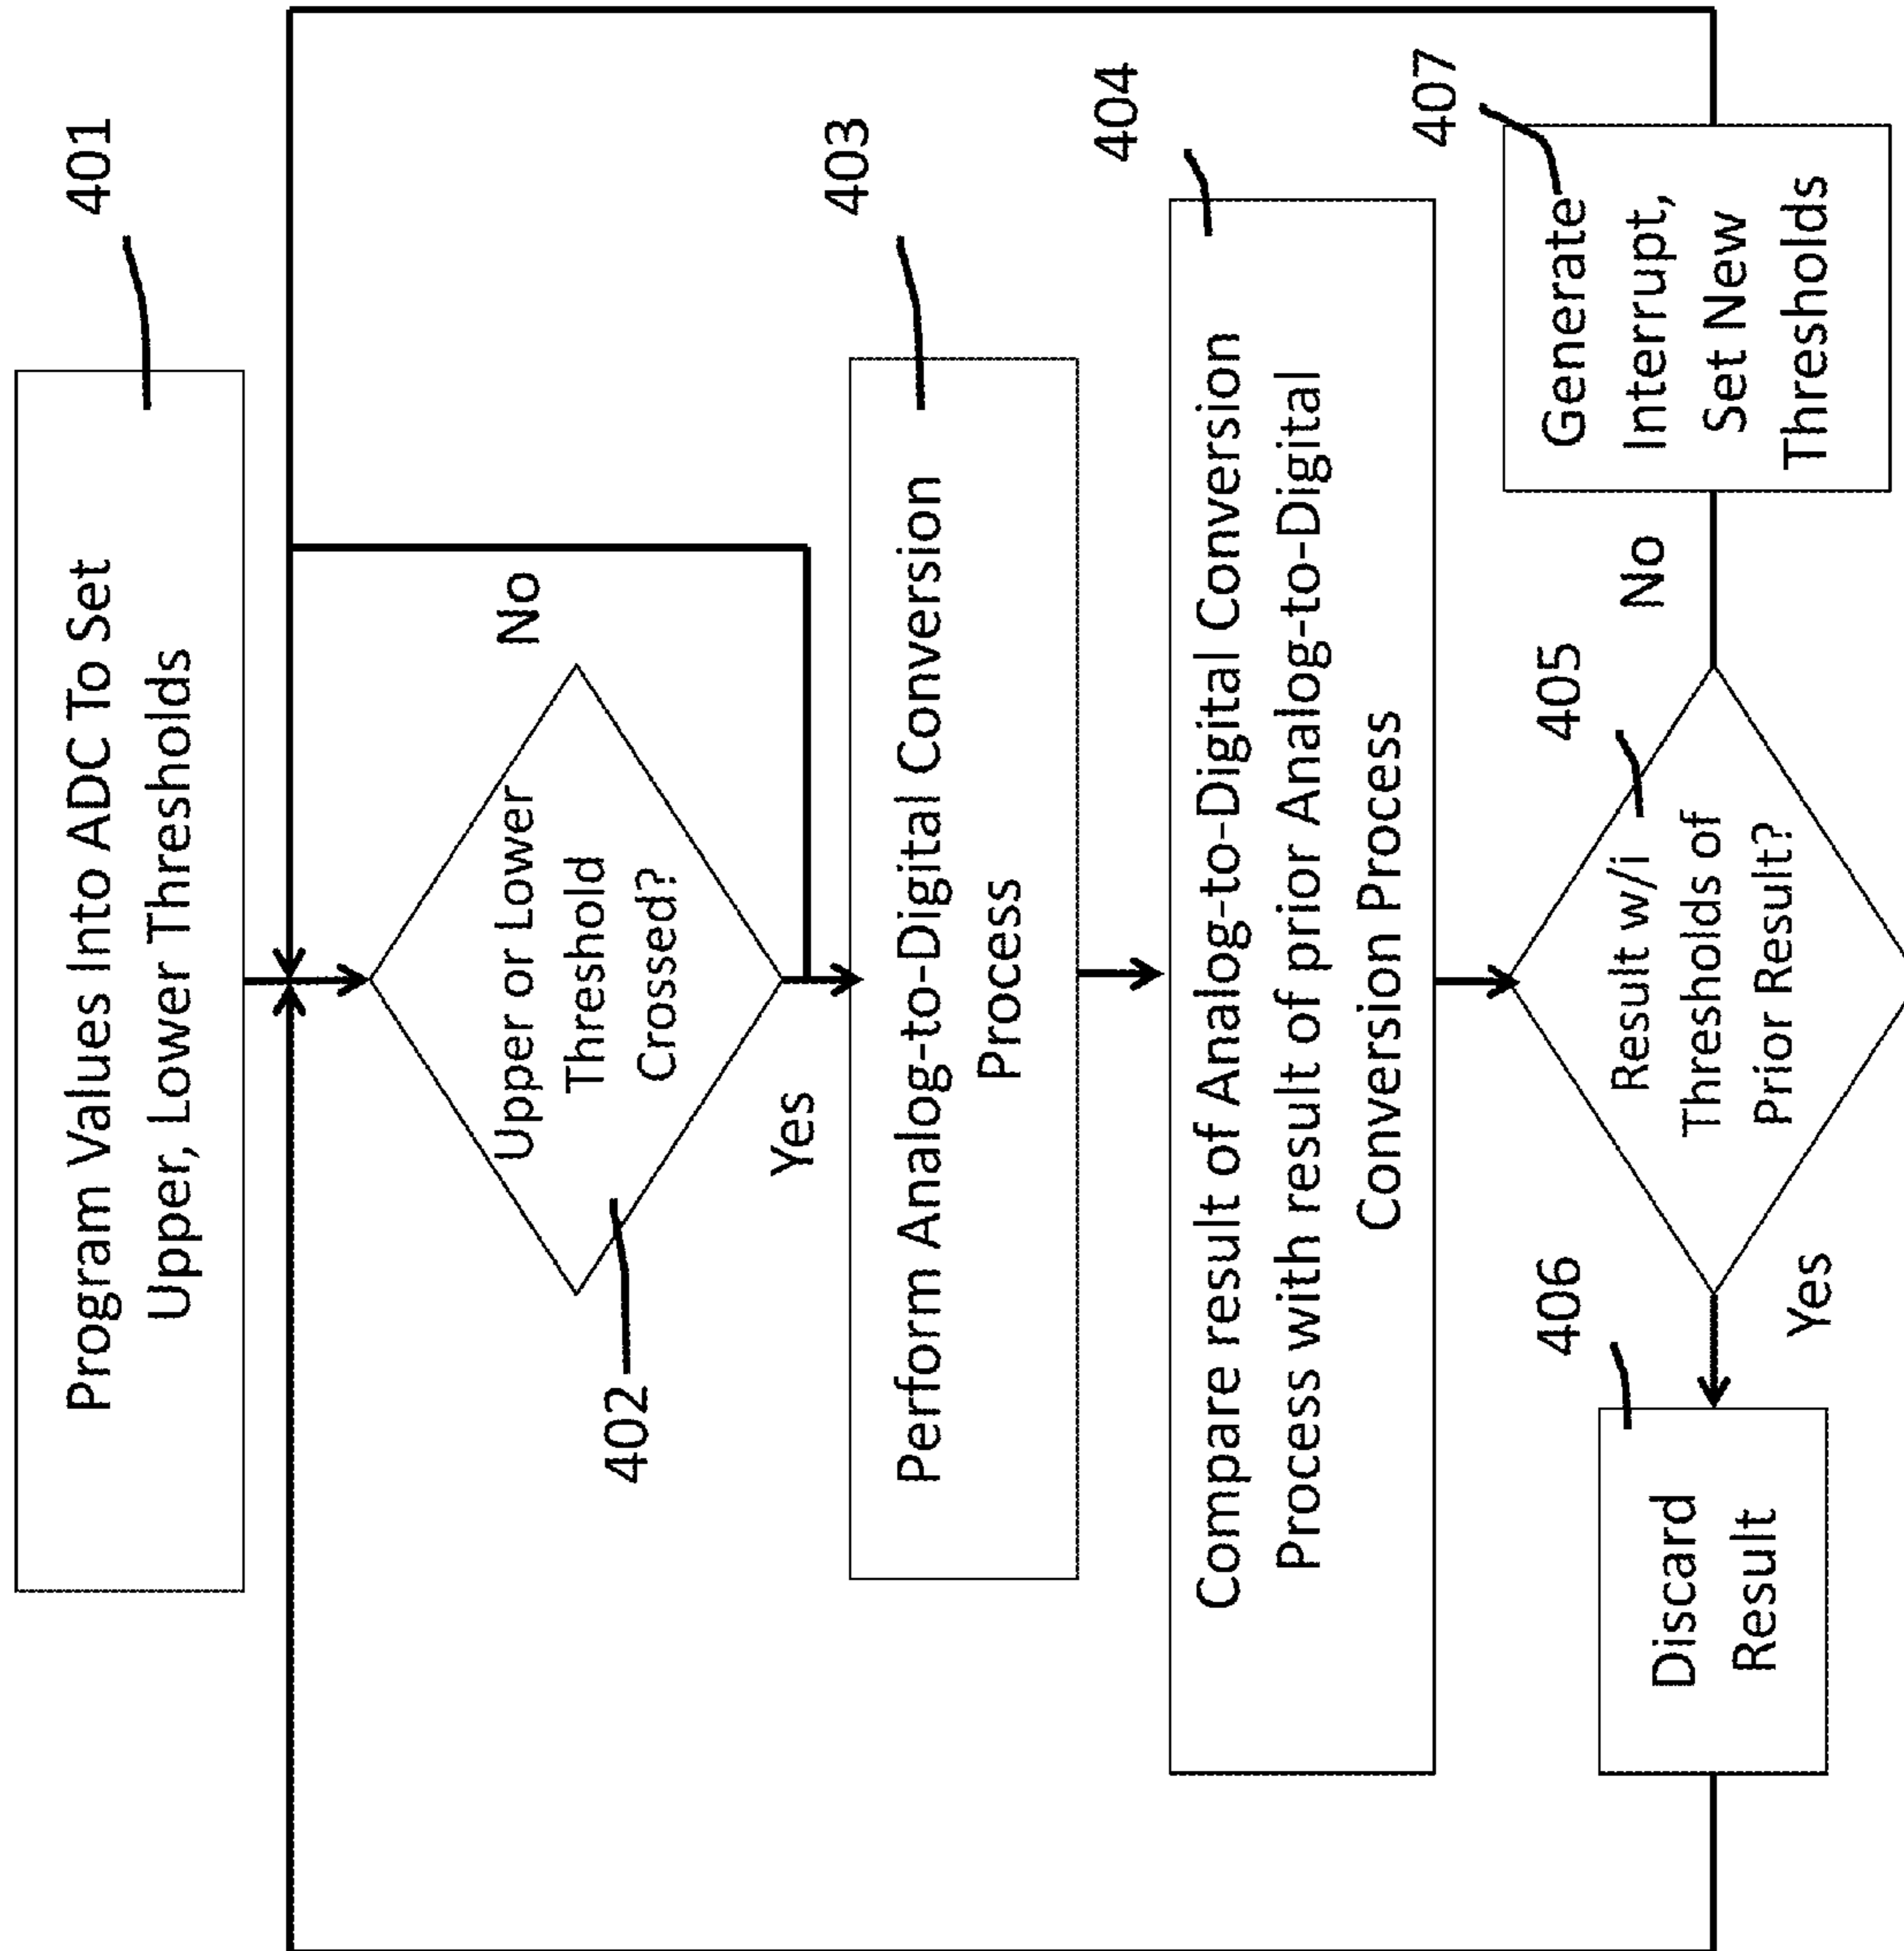 Program Values Into ADC To Set
Upper, Lower Thresholds
401
Upper or Lower
Threshold
Crossed?
402
No
Yes
Perform Analog-to-Digital Conversion
Process
403
Compare result of Analog-to-Digital Conversion
Process with result of prior Analog-to-Digital
Conversion Process
404
Result w/i
Thresholds of
Prior Result?
405
Yes
No
Discard
Result
406
Generate
Interrupt,
Set New
Thresholds
407